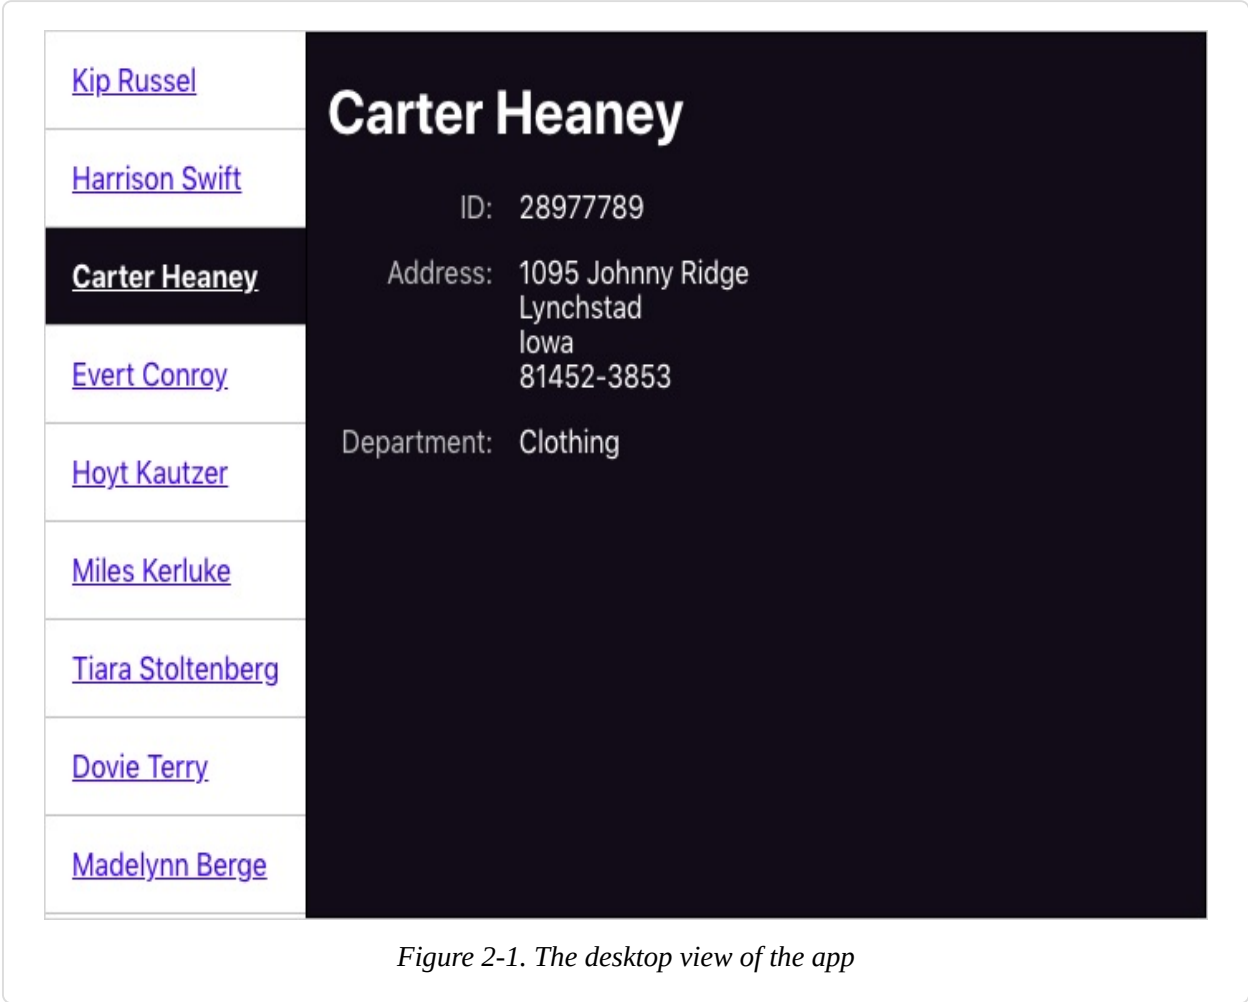 Kip Russel
Harrison Swift
Carter Heaney
Evert Conroy
Hoyt Kautzer
Miles Kerluke
Tiara Stoltenberg
Dovie Terry
Madelynn Berge
Carter Heaney
ID: 28977789
Address: 1095 Johnny Ridge
Lynchstad
Iowa
81452-3853
Department: Clothing
Figure 2-1. The desktop view of the app